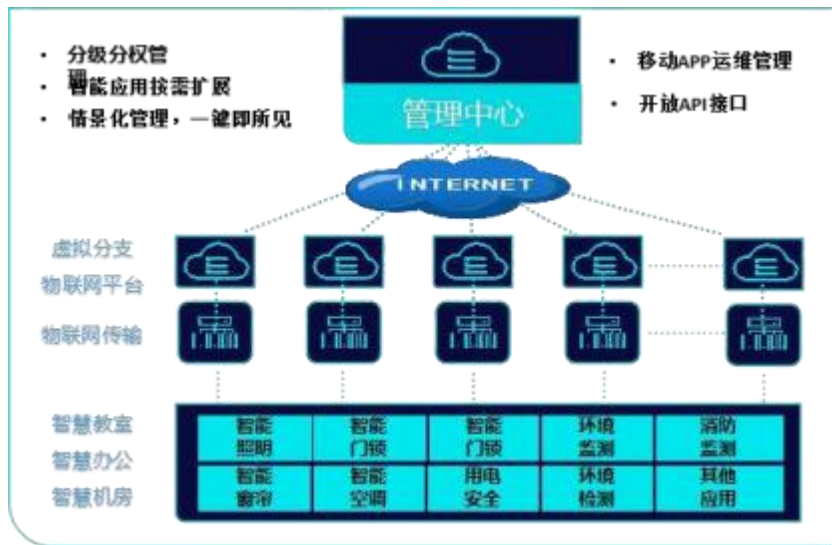 分级分权管
理
智能应用按需扩展
情景化管理，一键即所见
管理中心
移动APP运维管理
开放API接口
INTERNET
虚拟分支
物联网平台
物联网传输
智慧教室
智慧办公
智慧机房
智能
照明
智能
门锁
智能
门锁
环境
监测
消防
监测
智能
窗帘
智能
空调
用电
安全
环境
检测
其他
应用